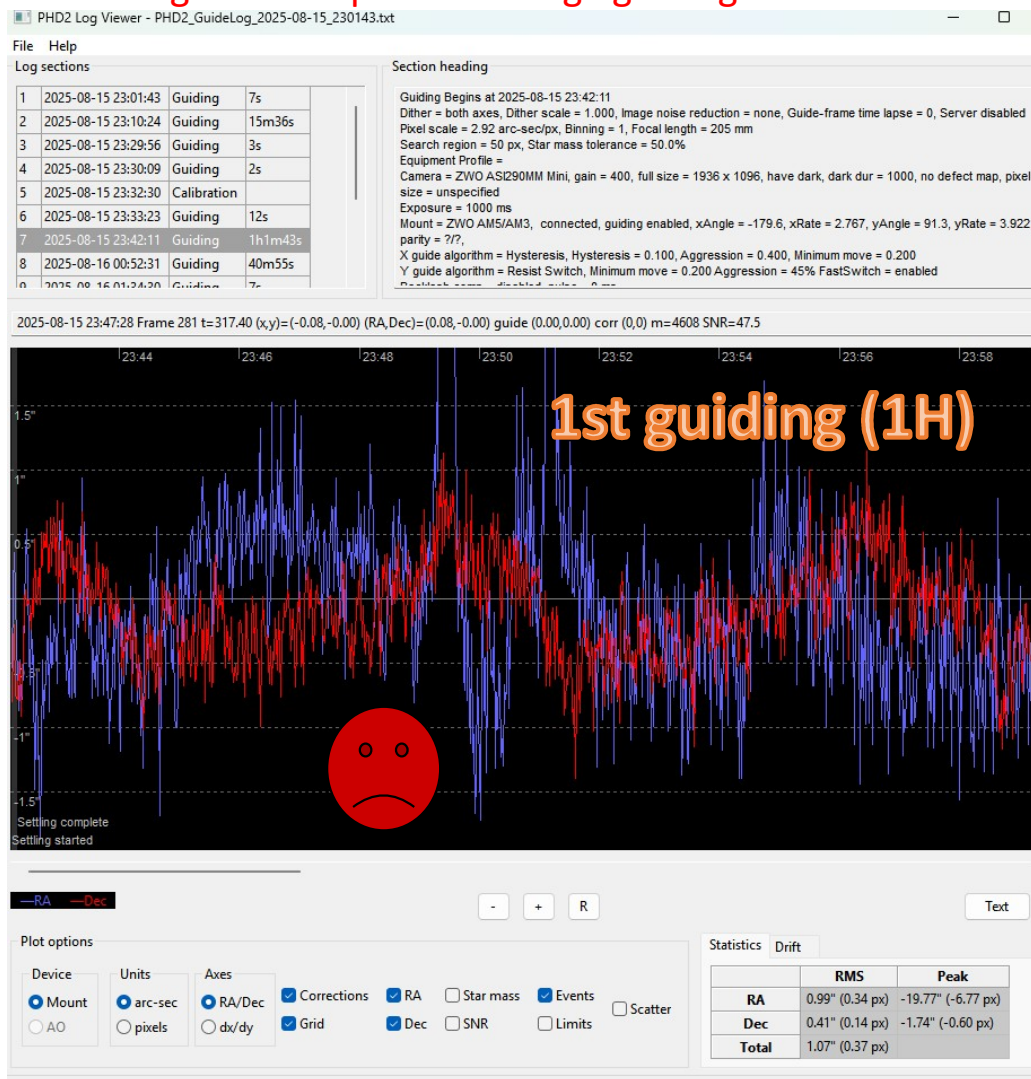 PHD2 Log Viewer - PHD2_GuideLog_2025-08-15_230143.txt
File Help
Log sections
1 2025-08-15 23:01:43 Guiding 7s
2 2025-08-15 23:10:24 Guiding 15m36s
3 2025-08-15 23:29:56 Guiding 3s
4 2025-08-15 23:30:09 Guiding 2s
5 2025-08-15 23:32:30 Calibration
6 2025-08-15 23:33:23 Guiding 12s
7 2025-08-15 23:42:11 Guiding 1h1m43s
8 2025-08-16 00:52:31 Guiding 40m55s
Section heading
Guiding Begins at 2025-08-15 23:42:11
Dither = both axes, Dither scale = 1.000, Image noise reduction = none, Guide-frame time lapse = 0, Server disabled
Pixel scale = 2.92 arc-sec/px, Binning = 1, Focal length = 205 mm
Search region = 50 px, Star mass tolerance = 50.0%
Equipment Profile =
Camera = ZWO ASI290MM Mini, gain = 400, full size = 1936 x 1096, have dark, dark dur = 1000, no defect map, pixel
size = unspecified
Exposure = 1000 ms
Mount = ZWO AM5/AM3, connected, guiding enabled, xAngle = -179.6, xRate = 2.767, yAngle = 91.3, yRate = 3.922
parity = ?/?,
X guide algorithm = Hysteresis, Hysteresis = 0.100, Aggression = 0.400, Minimum move = 0.200
Y guide algorithm = Resist Switch, Minimum move = 0.200 Aggression = 45% FastSwitch = enabled
2025-08-15 23:47:28 Frame 281 t=317.40 (x,y)=(-0.08,-0.00) (RA,Dec)=(0.08,-0.00) guide (0.00,0.00) corr (0,0) m=4608 SNR=47.5
23:44 23:46 23:48 23:50 23:52 23:54 23:56 23:58
1st guiding (1H)
1.5"
1"
0.5"
-0.5"
-1"
-1.5"
Settling complete
Settling started
—RA —Dec
- + R
Text
Plot options
Device Units Axes
Mount arc-sec RA/Dec Corrections RA Star mass Events
Scatter
AO pixels dx/dy Grid Dec SNR Limits
Statistics Drift
RMS Peak
RA 0.99" (0.34 px) -19.77" (-6.77 px)
Dec 0.41" (0.14 px) -1.74" (-0.60 px)
Total 1.07" (0.37 px)